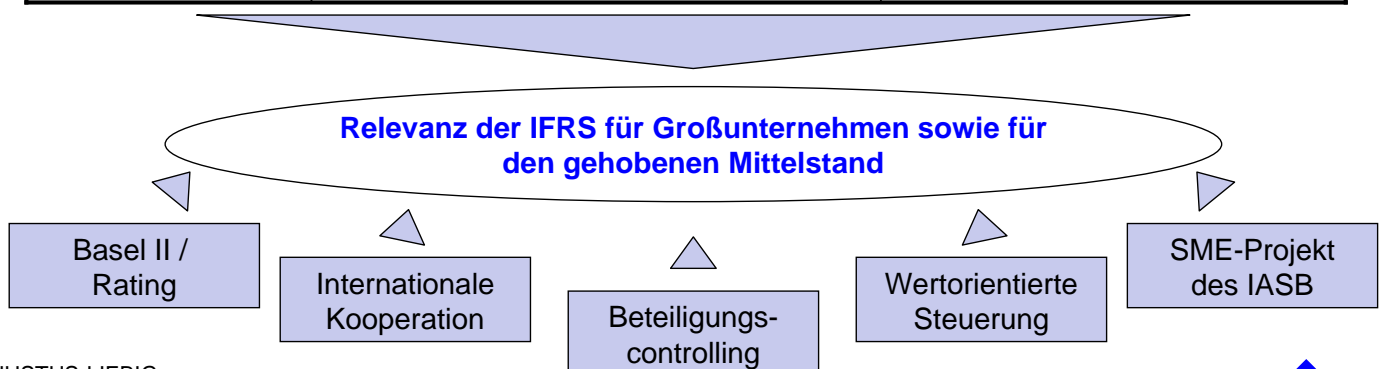 Relevanz der IFRS für Großunternehmen sowie für
den gehobenen Mittelstand
Basel II /
Rating
Internationale
Kooperation
Beteiligungs-
controlling
Wertorientierte
Steuerung
SME-Projekt
des IASB